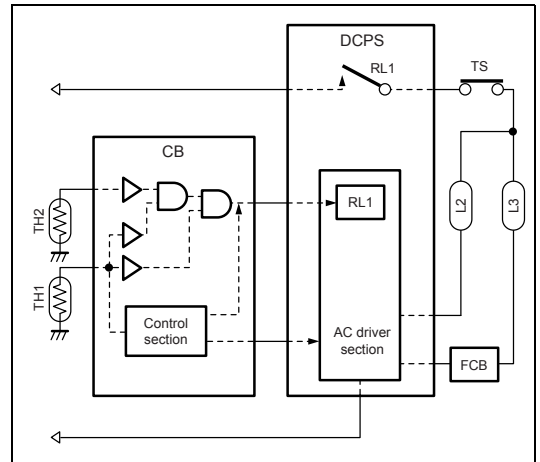 DCPS
RL1
TS
CB
TH2
TH1
RL1
L2
L3
Control
section
AC driver
section
FCB